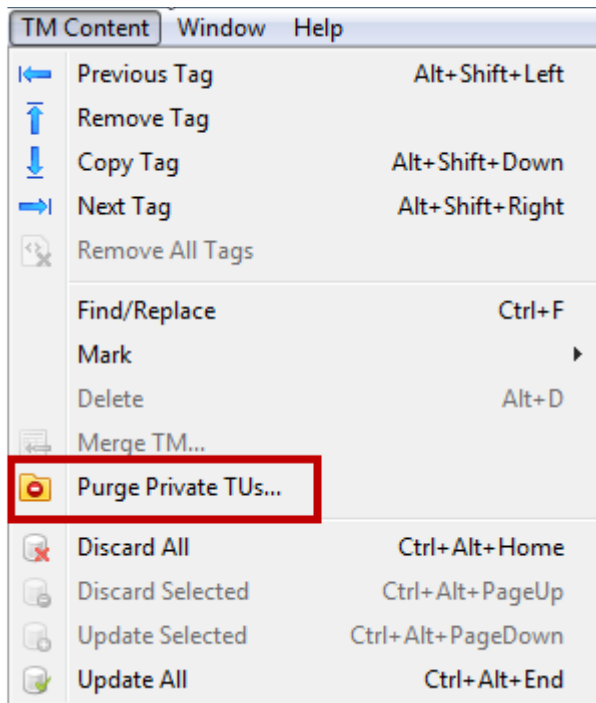 TM Content Window Help
Previous Tag Alt+Shift+Left
Remove Tag
Copy Tag Alt+Shift+Down
Next Tag Alt+Shift+Right
Remove All Tags
Find/Replace Ctrl+F
Mark
Delete Alt+D
Merge TM...
Purge Private TUs...
Discard All Ctrl+Alt+Home
Discard Selected Ctrl+Alt+PageUp
Update Selected Ctrl+Alt+PageDown
Update All Ctrl+Alt+End